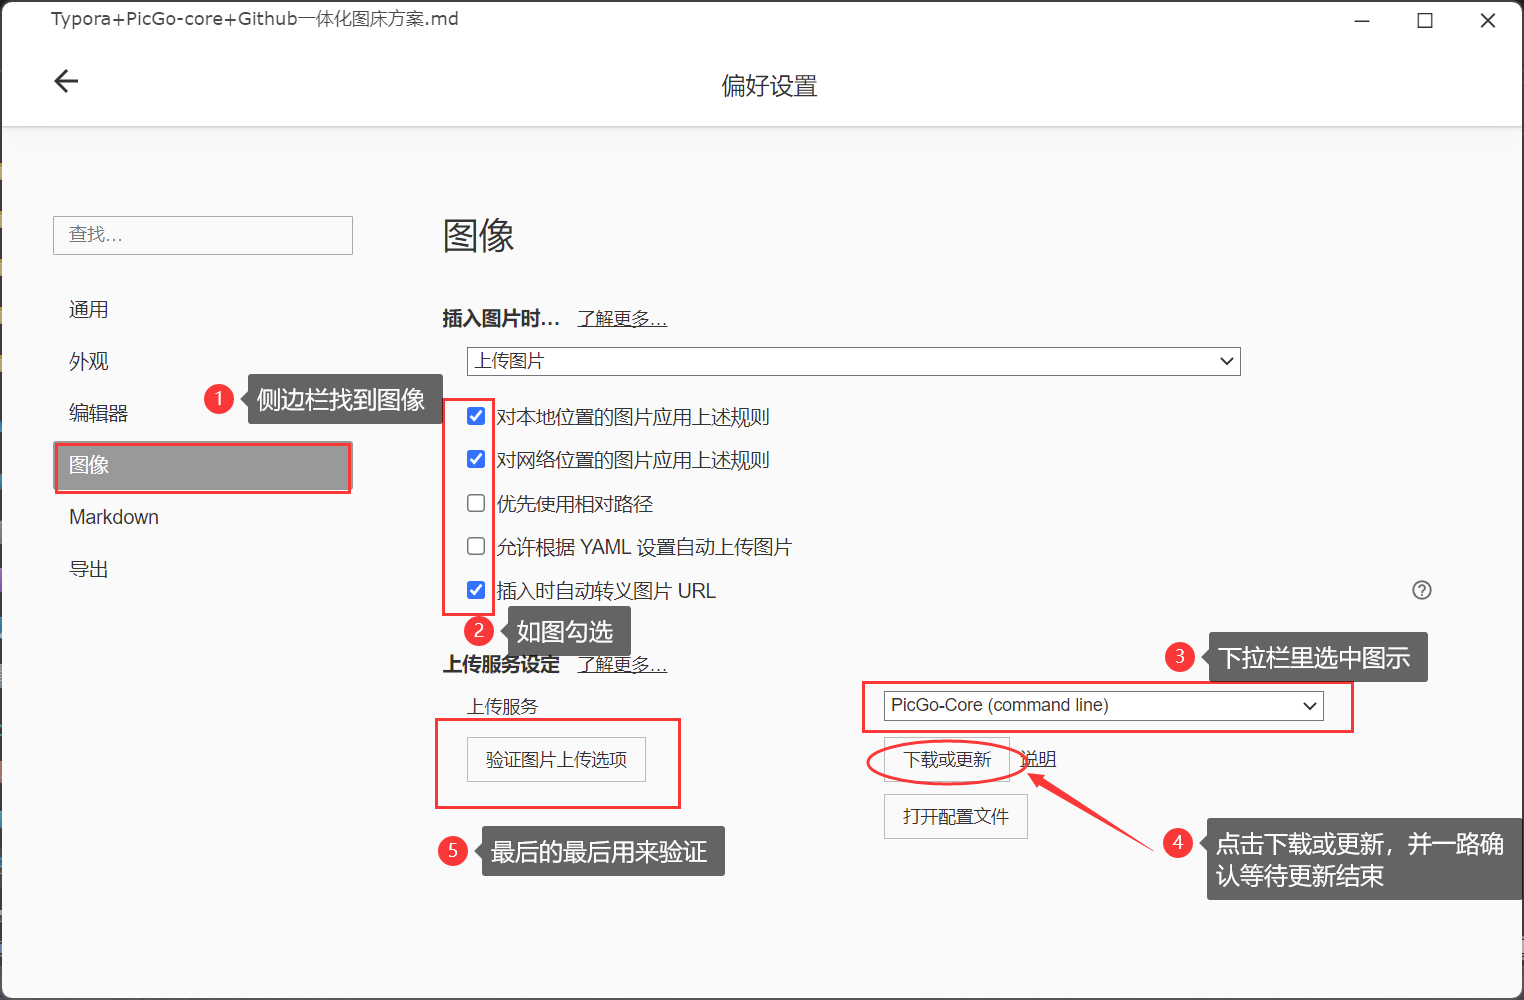 Typora+PicGo-core+Github一体化图床方案.md
偏好设置
查找…
通用
外观
编辑器
图像
Markdown
导出
图像
插入图片时… 了解更多…
上传图片
1 侧边栏找到图像
对本地位置的图片应用上述规则
对网络位置的图片应用上述规则
优先使用相对路径
允许根据 YAML 设置自动上传图片
插入时自动转义图片 URL
2 如图勾选
上传服务设定 了解更多…
3 下拉栏里选中图示
上传服务
PicGo-Core (command line)
验证图片上传选项
下载或更新 说明
打开配置文件
4 点击下载或更新，并一路确
认等待更新结束
5 最后的最后用来验证